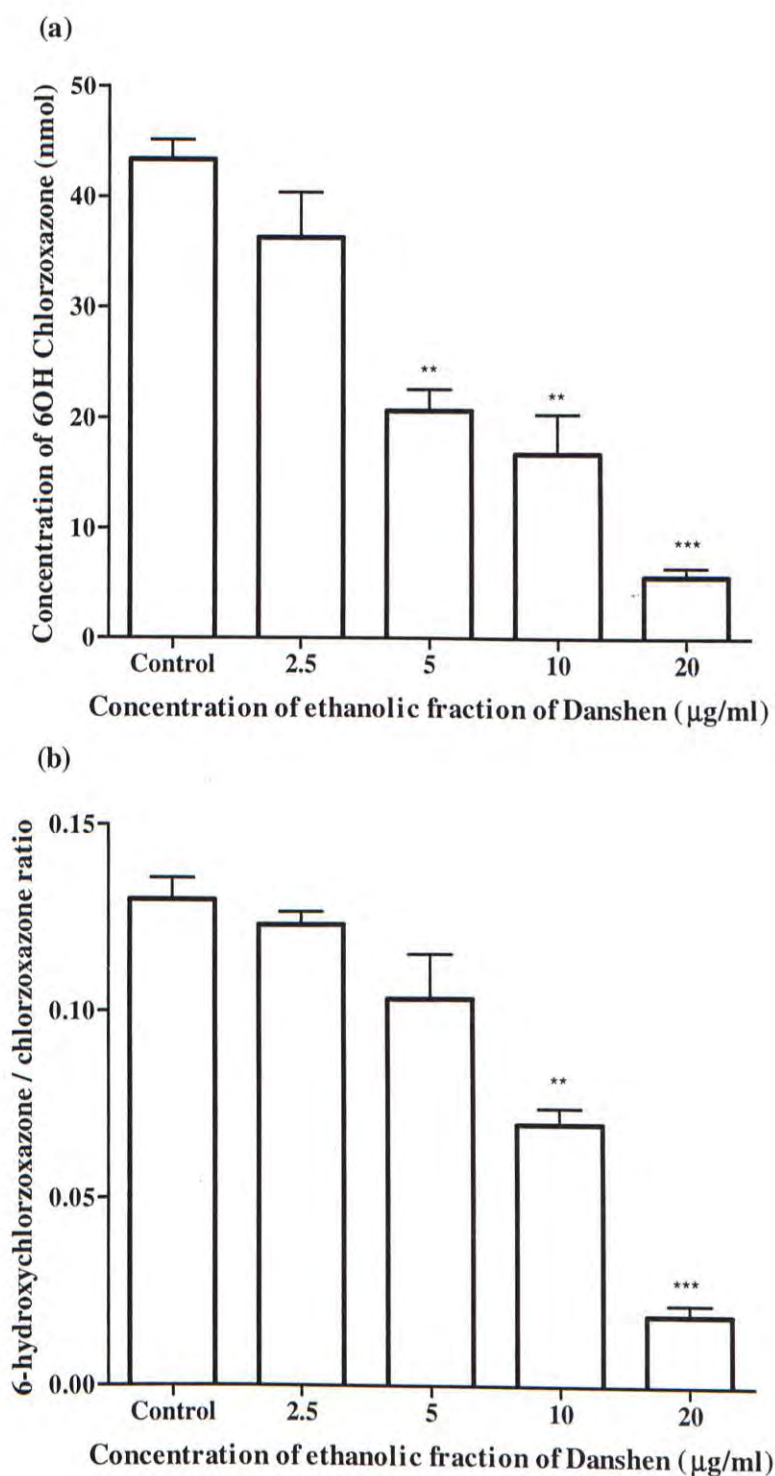 (a)
Concentration of 6OH Chlorzoxazone (nmol)
50
40
30
20
10
0
**
**
***
Control 2.5 5 10 20
Concentration of ethanolic fraction of Danshen (μg/ml)
(b)
6-hydroxychlorzoxazone / chlorzoxazone ratio
0.15
0.10
0.05
0.00
**
***
Control 2.5 5 10 20
Concentration of ethanolic fraction of Danshen (μg/ml)